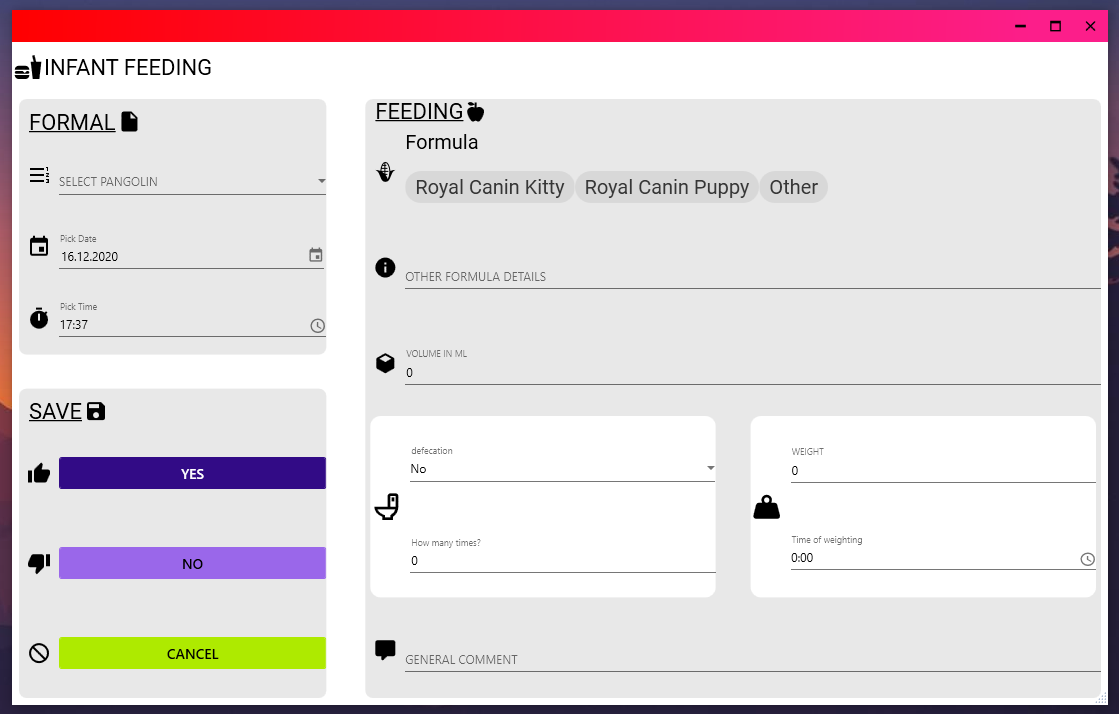 INFANT FEEDING
FORMAL
SELECT PANGOLIN
Pick Date
16.12.2020
Pick Time
17:37
SAVE
YES
NO
CANCEL
FEEDING
Formula
Royal Canin Kitty Royal Canin Puppy Other
OTHER FORMULA DETAILS
VOLUME IN ML
0
defecation
No
How many times?
0
WEIGHT
0
Time of weighting
0:00
GENERAL COMMENT